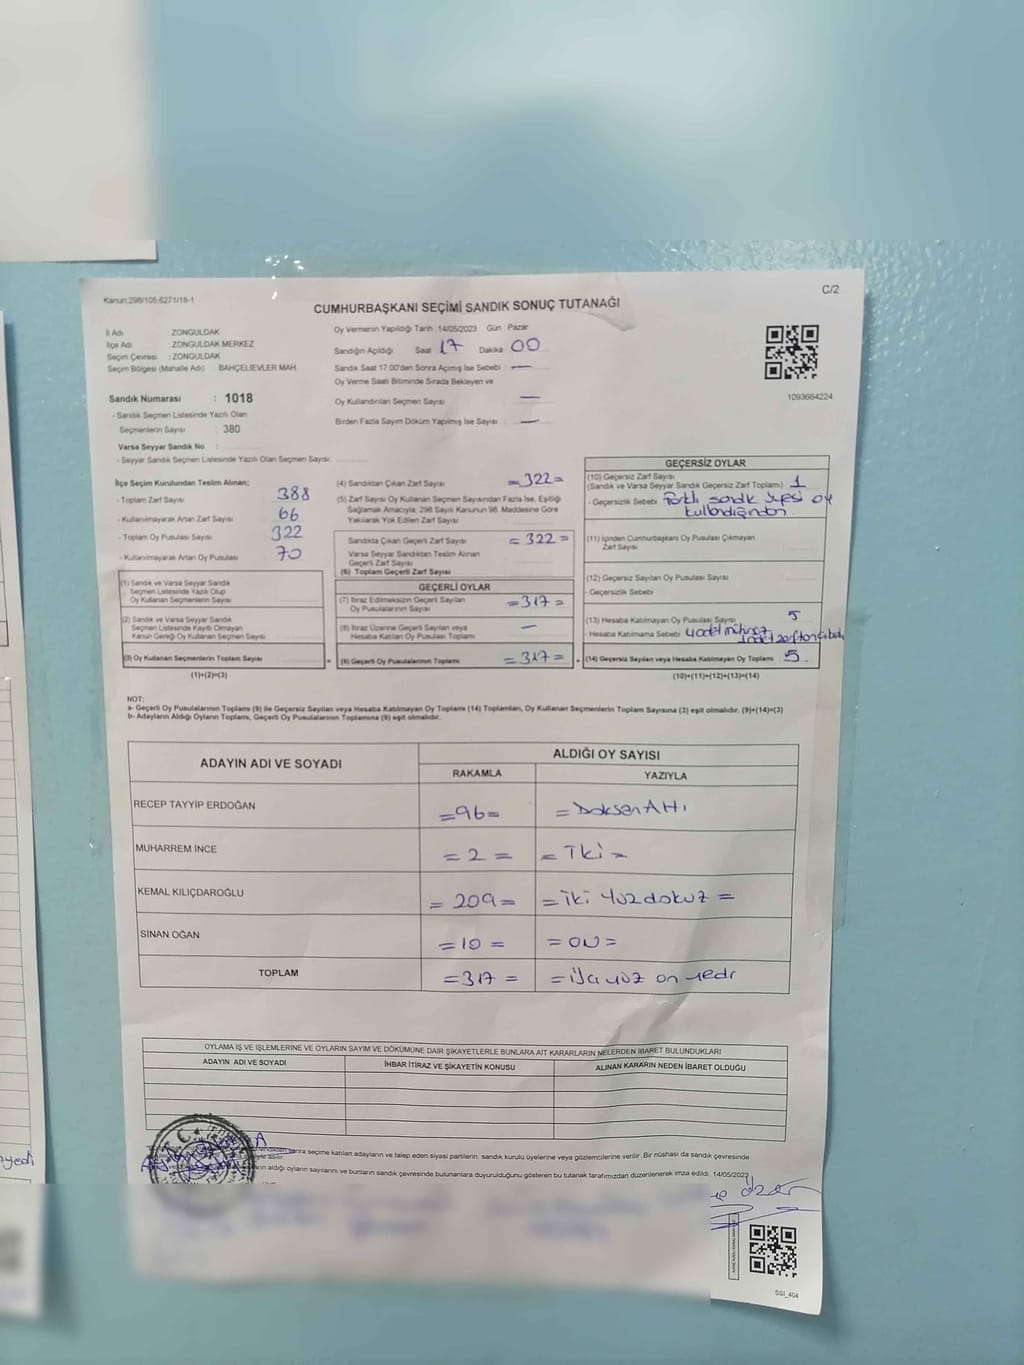 Kanun:298/105;6271/18-1
C/2
CUMHURBAŞKANI SEÇİMİ SANDIK SONUÇ TUTANAĞI
İl Adı : ZONGULDAK
İlçe Adı : ZONGULDAK MERKEZ
Seçim Çevresi : ZONGULDAK
Seçim Bölgesi (Mahalle Adı) BAHÇELİEVLER MAH.
Sandık Numarası : 1018
- Sandık Seçmen Listesinde Yazılı Olan
Seçmenlerin Sayısı : 380
Varsa Seyyar Sandık No :
- Seyyar Sandık Seçmen Listesinde Yazılı Olan Seçmen Sayısı
Oy Vermenin Yapıldığı Tarih 14/05/2023 Gün Pazar
Sandığın Açıldığı Saat 17 Dakika 00
Sandık Saat 17:00'den Sonra Açımış İse Sebebi —
Oy Verme Saati Bitiminde Sırada Bekleyen ve
Oy Kullandırılan Seçmen Sayısı —
Birden Fazla Sayım Döküm Yapılmış İse Sayısı —
1093664224
İlçe Seçim Kurulundan Teslim Alınan;
- Toplam Zarf Sayısı 388
- Kullanılmayarak Artan Zarf Sayısı 66
- Toplam Oy Pusulası Sayısı 322
- Kullanılmayarak Artan Oy Pusulası 70
(1) Sandık ve Varsa Seyyar Sandık
Seçmen Listesinde Yazılı Olup
Oy Kullanan Seçmenlerin Sayısı
(2) Sandık ve Varsa Seyyar Sandık
Seçmen Listesinde Kayıtlı Olmayan
Kanun Gereği Oy Kullanan Seçmen Sayısı
(3) Oy Kullanan Seçmenlerin Toplam Sayısı
(1)+(2)=(3)
(4) Sandıktan Çıkan Zarf Sayısı =322=
(5) Zarf Sayısı Oy Kullanan Seçmen Sayısından Fazla İse, Eşitliği
Sağlamak Amacıyla; 298 Sayılı Kanunun 98. Maddesine Göre
Yakılarak Yok Edilen Zarf Sayısı
Sandıkta Çıkan Geçerli Zarf Sayısı =322=
Varsa Seyyar Sandıktan Teslim Alınan
Geçerli Zarf Sayısı
(6) Toplam Geçerli Zarf Sayısı
GEÇERLİ OYLAR
(7) İtiraz Edilmeksizin Geçerli Sayılan
Oy Pusulalarının Sayısı =317=
(8) İtiraz Üzerine Geçerli Sayılan veya
Hesaba Katılan Oy Pusulası Toplamı —
(9) Geçerli Oy Pusulalarının Toplamı =317=
GEÇERSİZ OYLAR
(10) Geçersiz Zarf Sayısı
(Sandık ve Varsa Seyyar Sandık Geçersiz Zarf Toplamı) 1
- Geçersizlik Sebebi Farklı sandık üyesi oy
kullandığından
(11) İçinden Cumhurbaşkanı Oy Pusulası Çıkmayan
Zarf Sayısı
(12) Geçersiz Sayılan Oy Pusulası Sayısı
- Geçersizlik Sebebi
(13) Hesaba Katılmayan Oy Pusulası Sayısı 5
- Hesaba Katılmama Sebebi 4 adet mühürsüz
(14) Geçersiz Sayılan veya Hesaba Katılmayan Oy Toplamı 5
(10)+(11)+(12)+(13)=(14)
NOT:
a- Geçerli Oy Pusulasının Toplamı (9) ile Geçersiz Sayılan veya Hesaba Katılmayan Oy Toplamı (14) Toplamları, Oy Kullanan Seçmenlerin Toplam Sayısına (3) eşit olmalıdır. (9)+(14)=(3)
b- Adayların Aldığı Oyların Toplamı, Geçerli Oy Pusulalarının Toplamına (9) eşit olmalıdır.
ADAYIN ADI VE SOYADI ALDIĞI OY SAYISI
RAKAMLA YAZIYLA
RECEP TAYYİP ERDOĞAN =96= =DoksanAltı
MUHARREM İNCE =2= =İki=
KEMAL KILIÇDAROĞLU =209= =iki yüzdokuz=
SİNAN OĞAN =10= =ON=
TOPLAM =317= =üçyüz on yedi
OYLAMA İŞ VE İŞLEMLERİNE VE OYLARIN SAYIM VE DÖKÜMÜNE DAİR ŞİKAYETLERLE BUNLARA AİT KARARLARIN NELERDEN İBARET BULUNDUKLARI
ADAYIN ADI VE SOYADI İHBAR İTİRAZ VE ŞİKAYETİN KONUSU ALINAN KARARIN NEDEN İBARET OLDUĞU
sonra seçime katılan adayların ve talep eden siyasi partilerin sandık kurulu üyelerine veya gözlemcilerine verilir. Bir nüshası da sandık çevresinde
aldığı oyların sayılarını ve bunların sandık çevresinde bulunanlara duyurulduğunu gösteren bu tutanak tarafımızdan düzenlenerek imza edildi. 14/05/2023
SSI_404